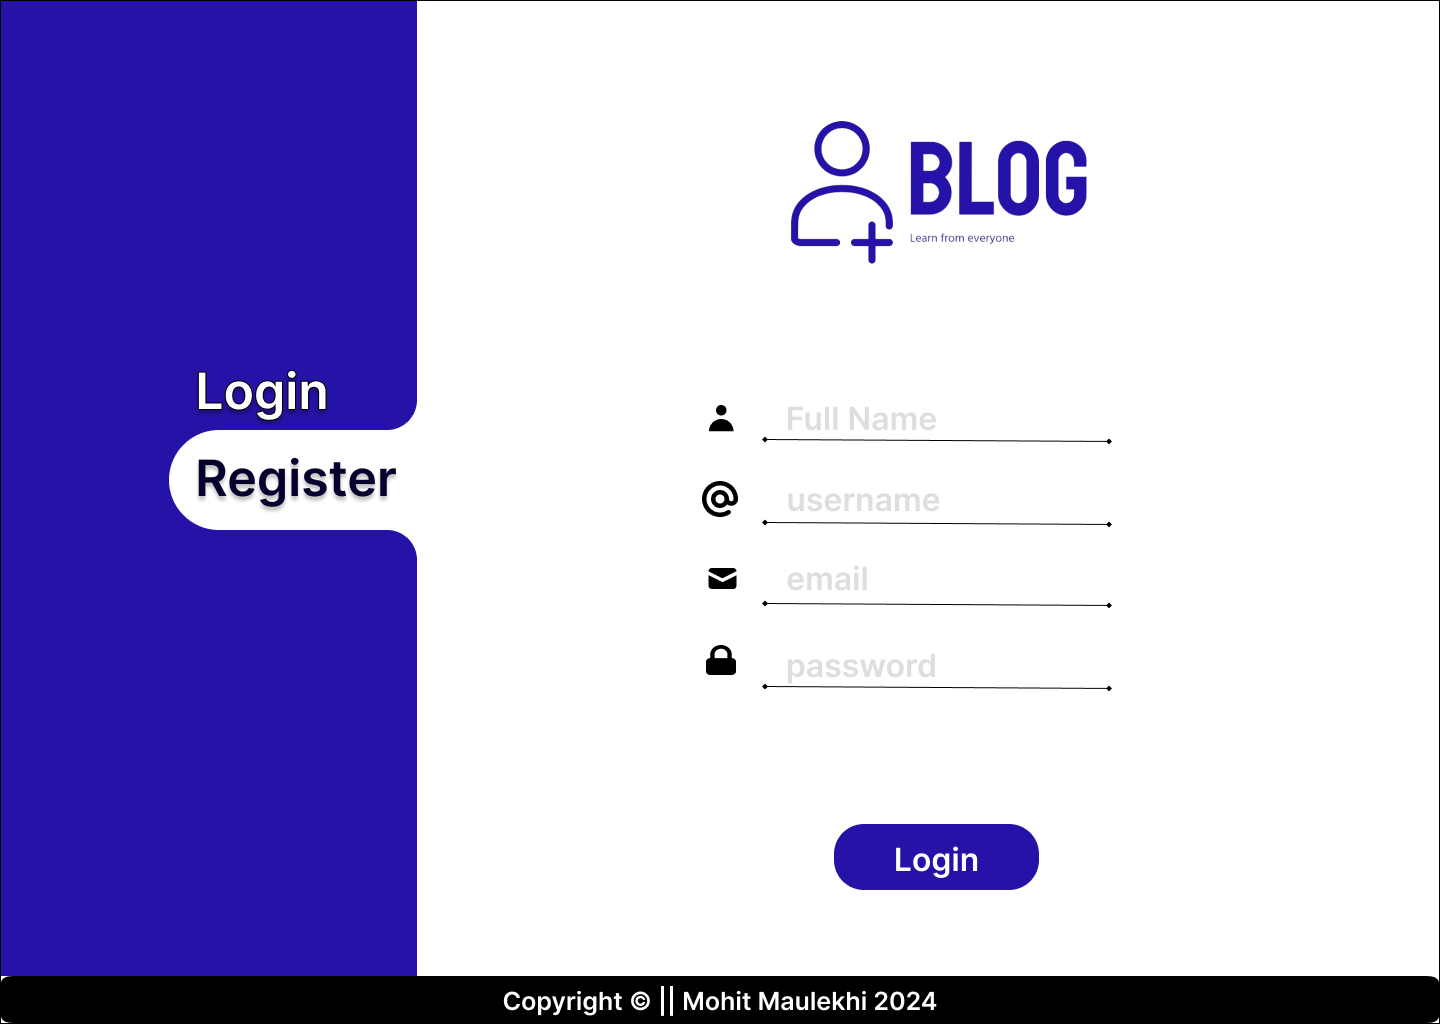 Login
Register
BLOG
Learn from everyone
Full Name
username
email
password
Login
Copyright © || Mohit Maulekhi 2024